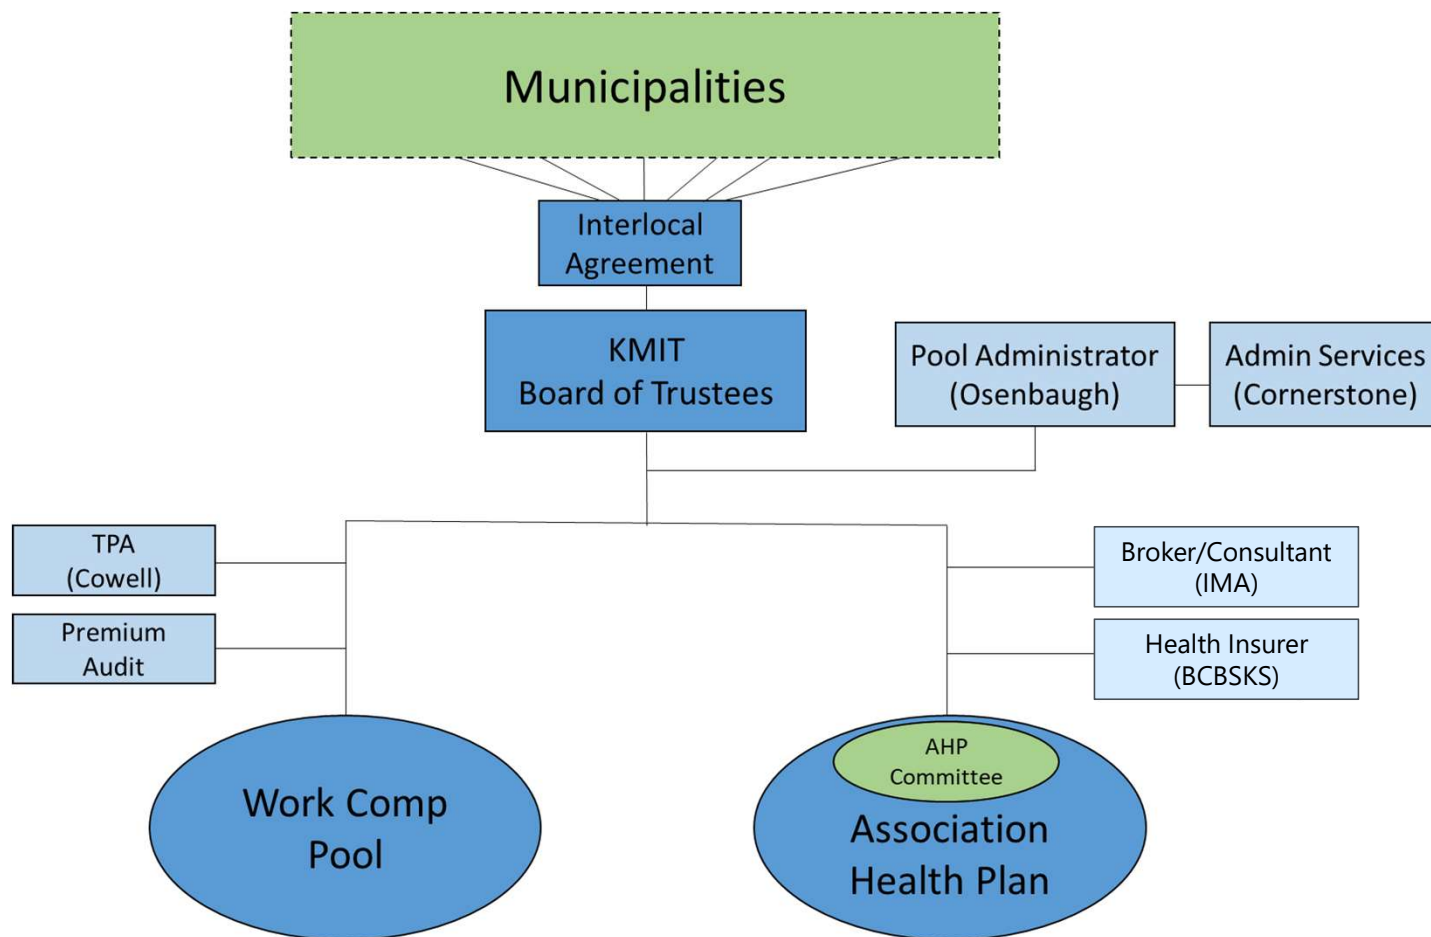 Municipalities
Interlocal
Agreement
KMIT
Board of Trustees
Pool Administrator
(Osenbaugh)
Admin Services
(Cornerstone)
TPA
(Cowell)
Premium
Audit
Broker/Consultant
(IMA)
Health Insurer
(BCBSKS)
Work Comp
Pool
AHP
Committee
Association
Health Plan